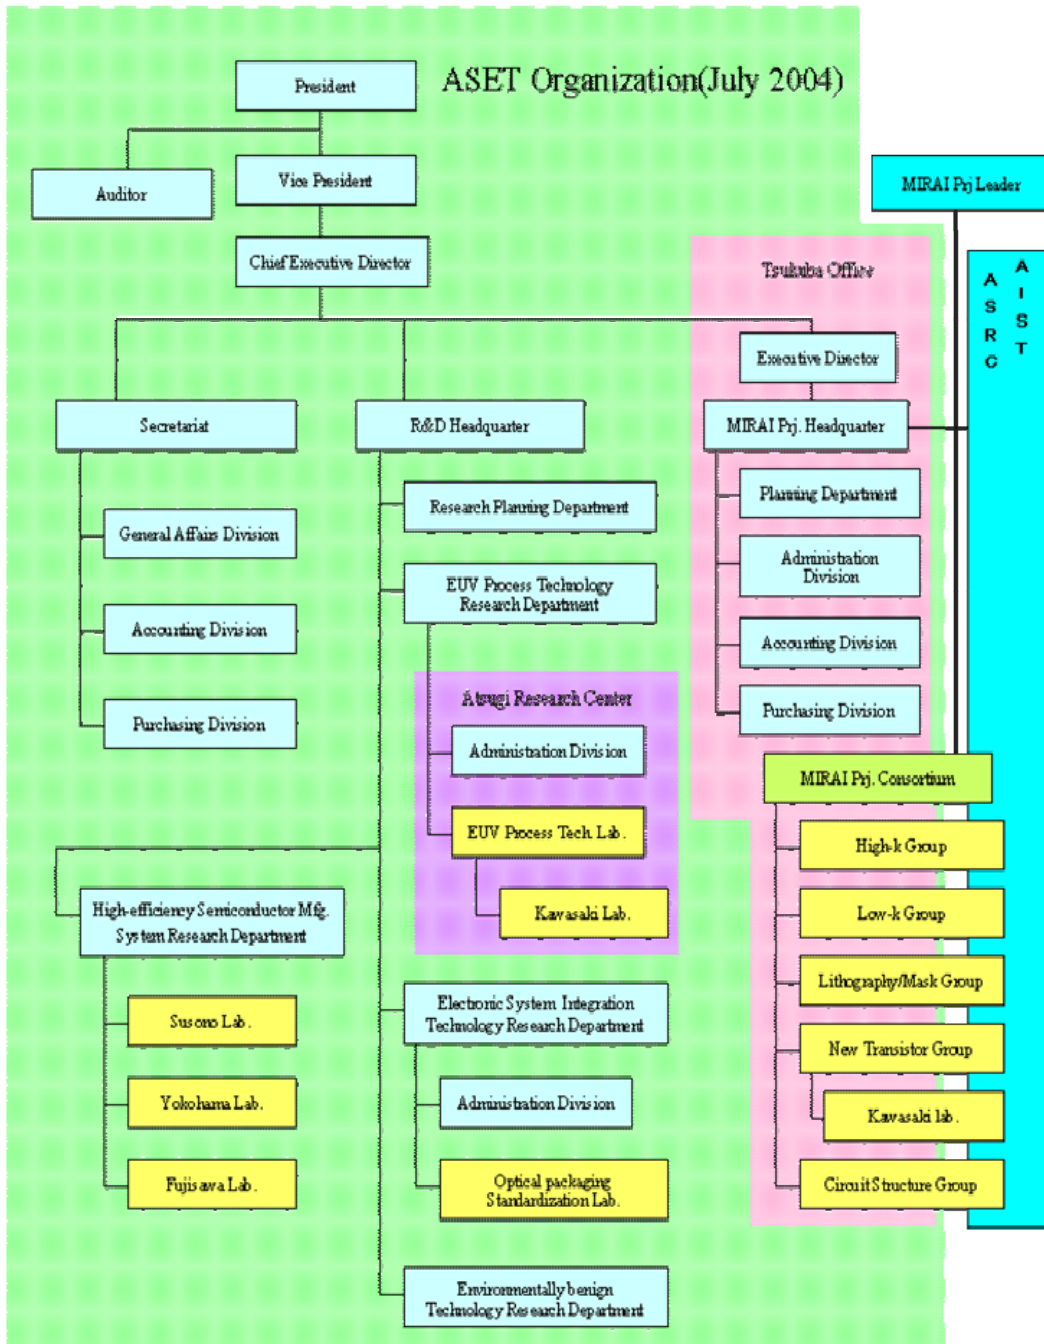 ASET Organization(July 2004)
President
Auditor
Vice President
Chief Executive Director
MIRAI Prj Leader
Tsukuba Office
AIST
ASRC
Executive Director
Secretariat
R&D Headquarter
MIRAI Prj. Headquarter
General Affairs Division
Accounting Division
Purchasing Division
Research Planning Department
EUV Process Technology
Research Department
Atsugi Research Center
Administration Division
EUV Process Tech. Lab.
Kawasaki Lab.
High-efficiency Semiconductor Mfg.
System Research Department
Susono Lab.
Yokohama Lab.
Fujisawa Lab.
Electronic System Integration
Technology Research Department
Administration Division
Optical packaging
Standardization Lab.
Environmentally benign
Technology Research Department
Planning Department
Administration
Division
Accounting Division
Purchasing Division
MIRAI Prj. Consortium
High-k Group
Low-k Group
Lithography/Mask Group
New Transistor Group
Kawasaki lab.
Circuit Structure Group